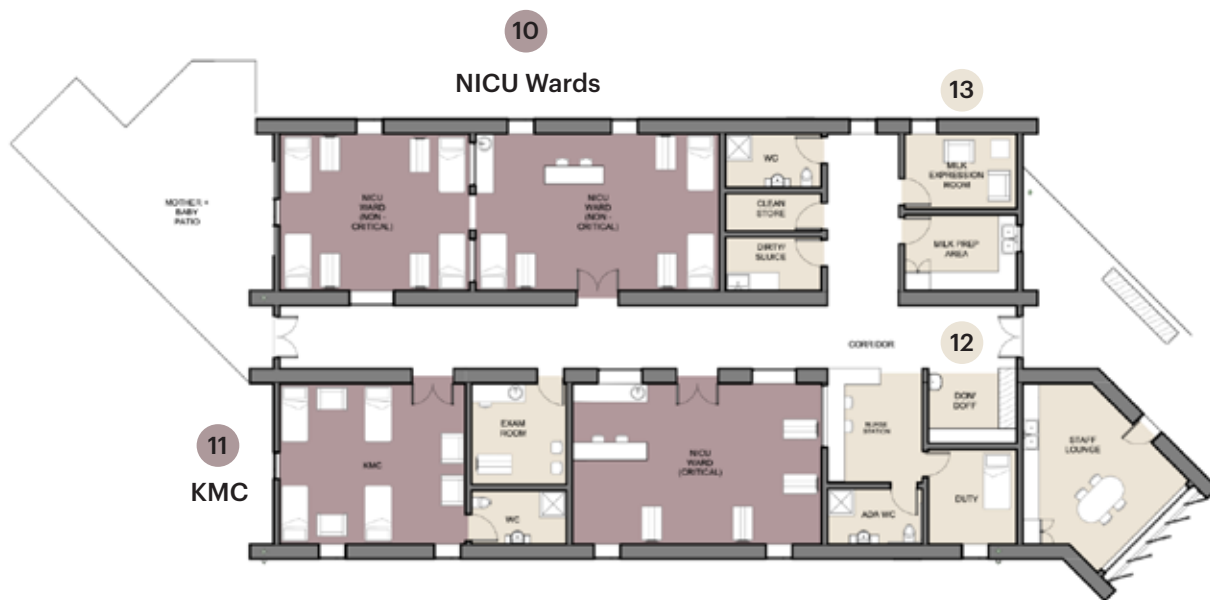 10
NICU Wards
13
MOTHER +
BABY
PATIO
NICU
WARD
(NON -
CRITICAL)
NICU
WARD
(NON -
CRITICAL)
WC
CLEAN
STORE
DIRTY/
SLUICE
MILK
EXPRESSION
ROOM
MILK PREP
AREA
CORRIDOR
12
11
KMC
KMC
EXAM
ROOM
WC
NICU
WARD
(CRITICAL)
NURSE
STATION
ADA WC
DON/
DOFF
DUTY
STAFF
LOUNGE